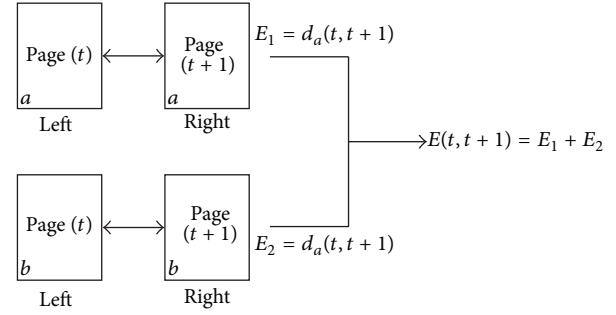 Page (t)
a
Left
Page
(t + 1)
a
Right
E₁ = dₐ(t, t + 1)
E(t, t + 1) = E₁ + E₂
Page (t)
b
Left
Page
(t + 1)
b
Right
E₂ = dₐ(t, t + 1)